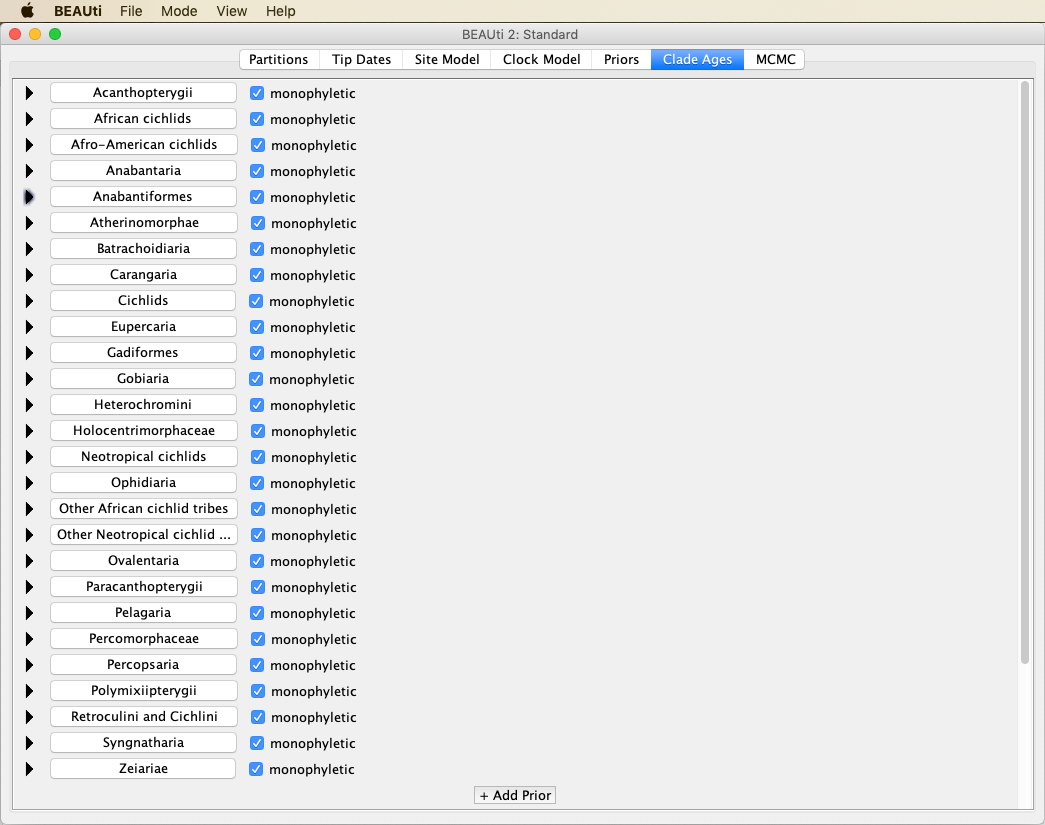 BEAUti File Mode View Help
BEAUti 2: Standard
Partitions Tip Dates Site Model Clock Model Priors Clade Ages MCMC
Acanthopterygii monophyletic
African cichlids monophyletic
Afro-American cichlids monophyletic
Anabantaria monophyletic
Anabantiformes monophyletic
Atherinomorphae monophyletic
Batrachoidiaria monophyletic
Carangaria monophyletic
Cichlids monophyletic
Eupercaria monophyletic
Gadiformes monophyletic
Gobiaria monophyletic
Heterochromini monophyletic
Holocentrimorphaceae monophyletic
Neotropical cichlids monophyletic
Ophidiaria monophyletic
Other African cichlid tribes monophyletic
Other Neotropical cichlid ... monophyletic
Ovalentaria monophyletic
Paracanthopterygii monophyletic
Pelagaria monophyletic
Percomorphaceae monophyletic
Percopsaria monophyletic
Polymixiipterygii monophyletic
Retroculini and Cichlini monophyletic
Syngnatharia monophyletic
Zeiariae monophyletic
+ Add Prior